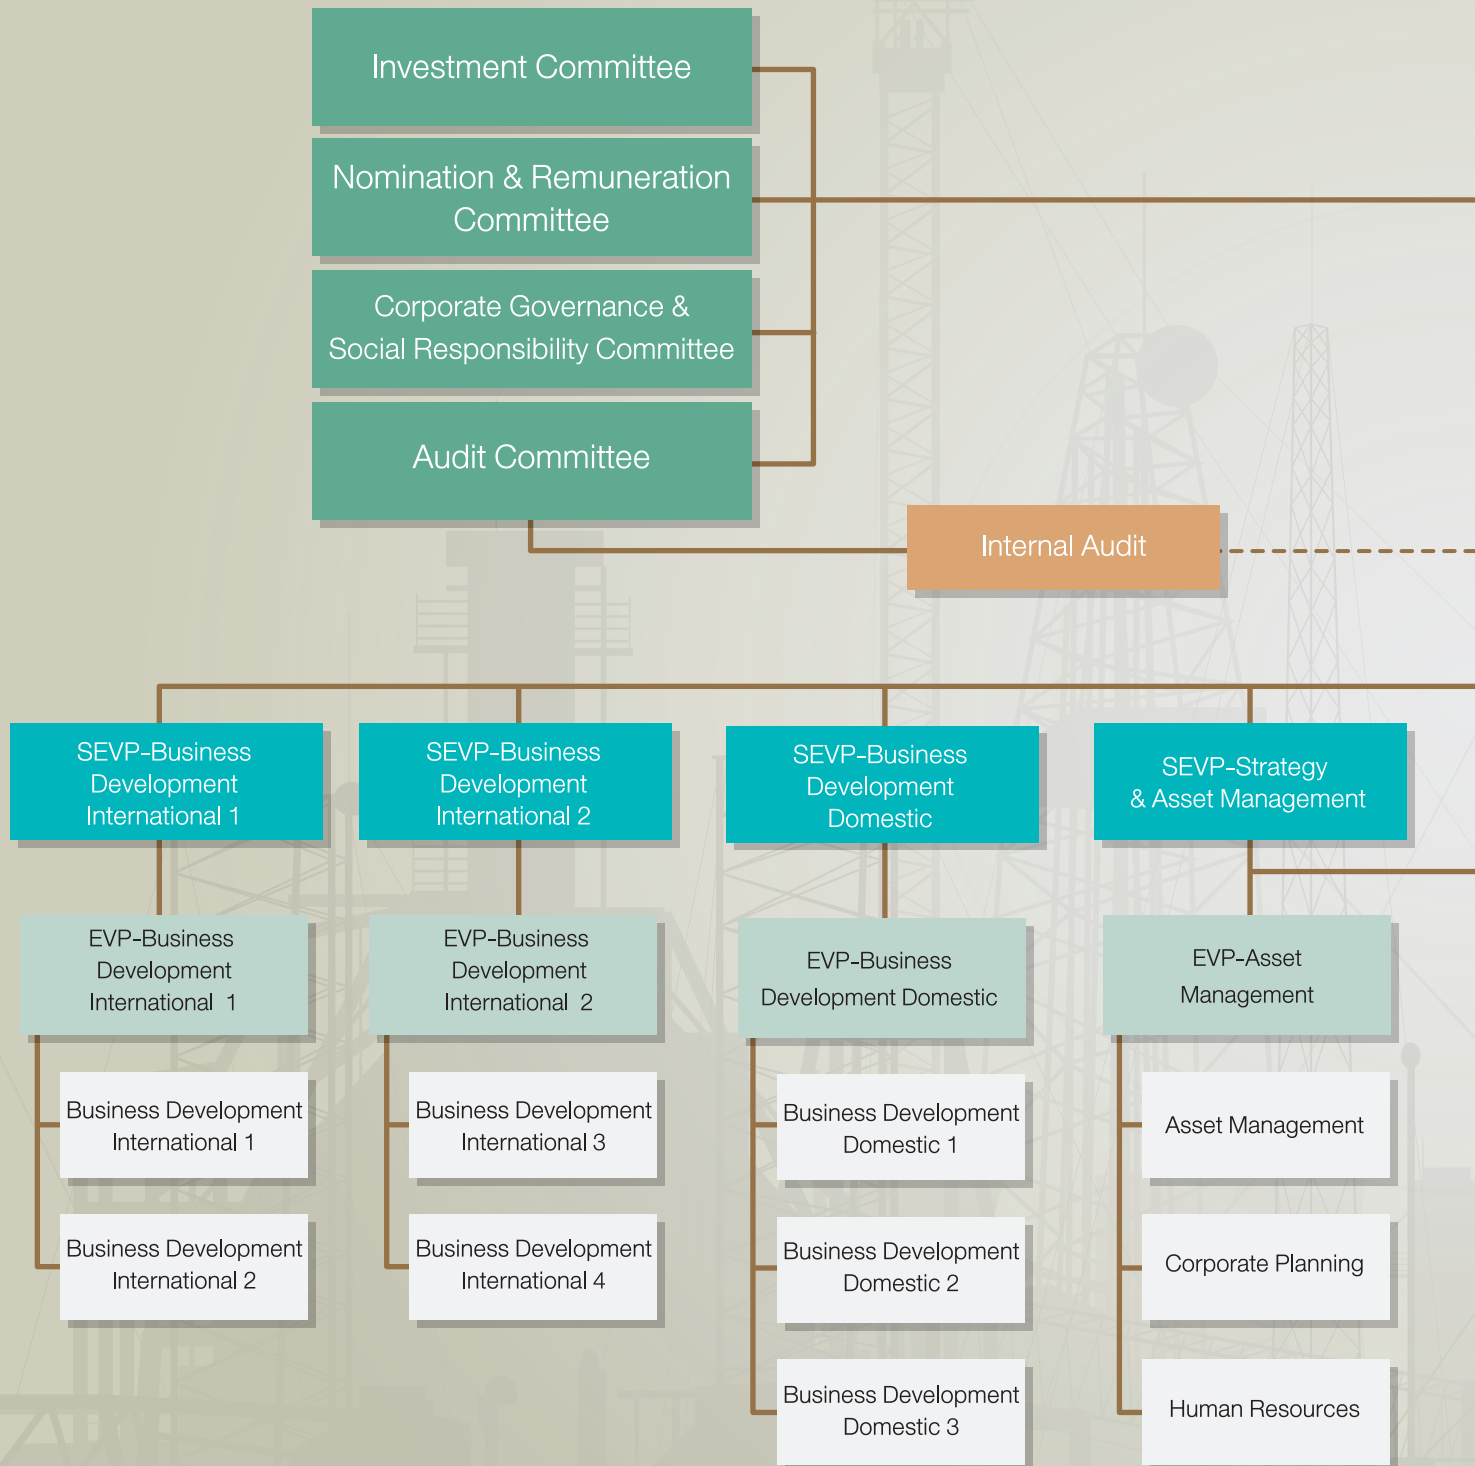 Investment Committee
Nomination & Remuneration
Committee
Corporate Governance &
Social Responsibility Committee
Audit Committee
Internal Audit
SEVP-Business
Development
International 1
SEVP-Business
Development
International 2
SEVP-Business
Development
Domestic
SEVP-Strategy
& Asset Management
EVP-Business
Development
International 1
EVP-Business
Development
International 2
EVP-Business
Development Domestic
EVP-Asset
Management
Business Development
International 1
Business Development
International 3
Business Development
Domestic 1
Asset Management
Business Development
International 2
Business Development
International 4
Business Development
Domestic 2
Corporate Planning
Business Development
Domestic 3
Human Resources